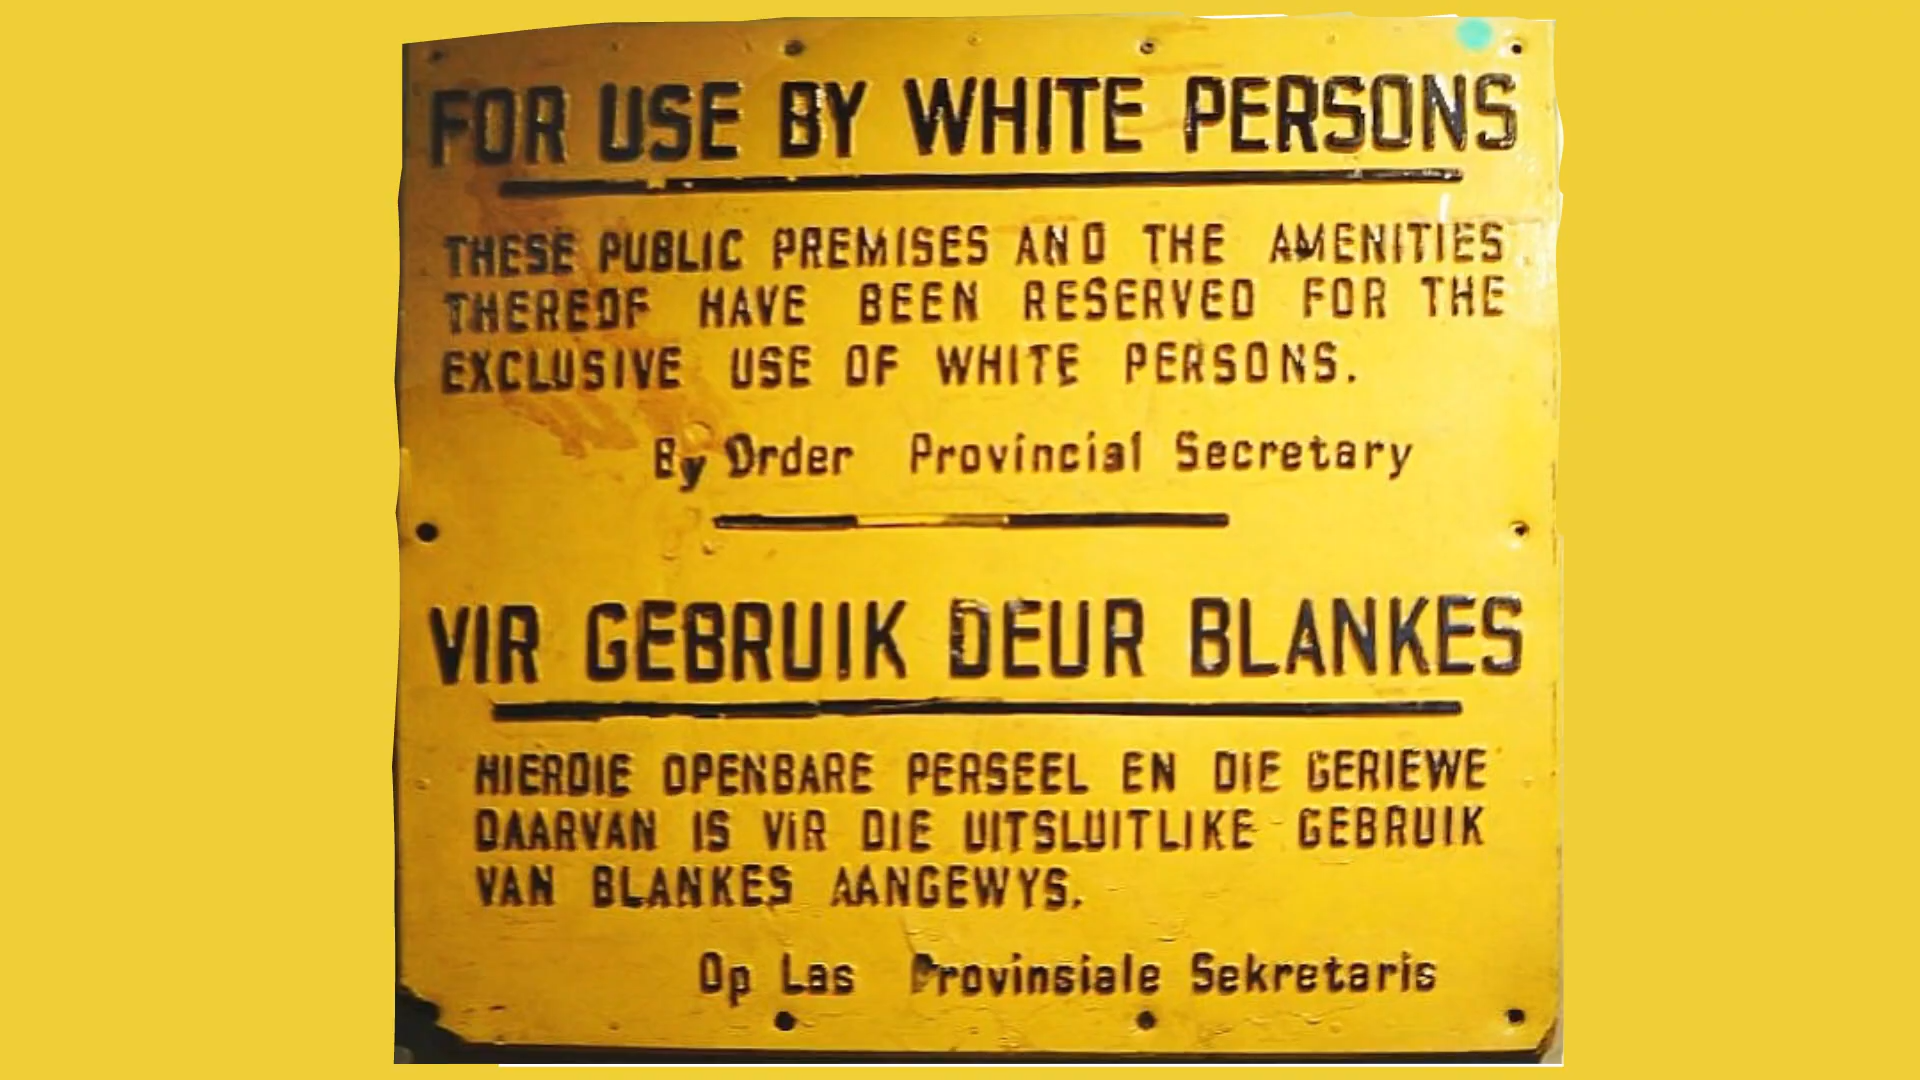 FOR USE BY WHITE PERSONS
THESE PUBLIC PREMISES AND THE AMENITIES
THEREOF HAVE BEEN RESERVED FOR THE
EXCLUSIVE USE OF WHITE PERSONS.
By Order Provincial Secretary
VIR GEBRUIK DEUR BLANKES
HIERDIE OPENBARE PERSEEL EN DIE GERIEWE
DAARVAN IS ViR DIE UITSLUITLIKE GEBRUIK
VAN BLANKES AANGEWYS.
Op Las Provinsiale Sekretaris